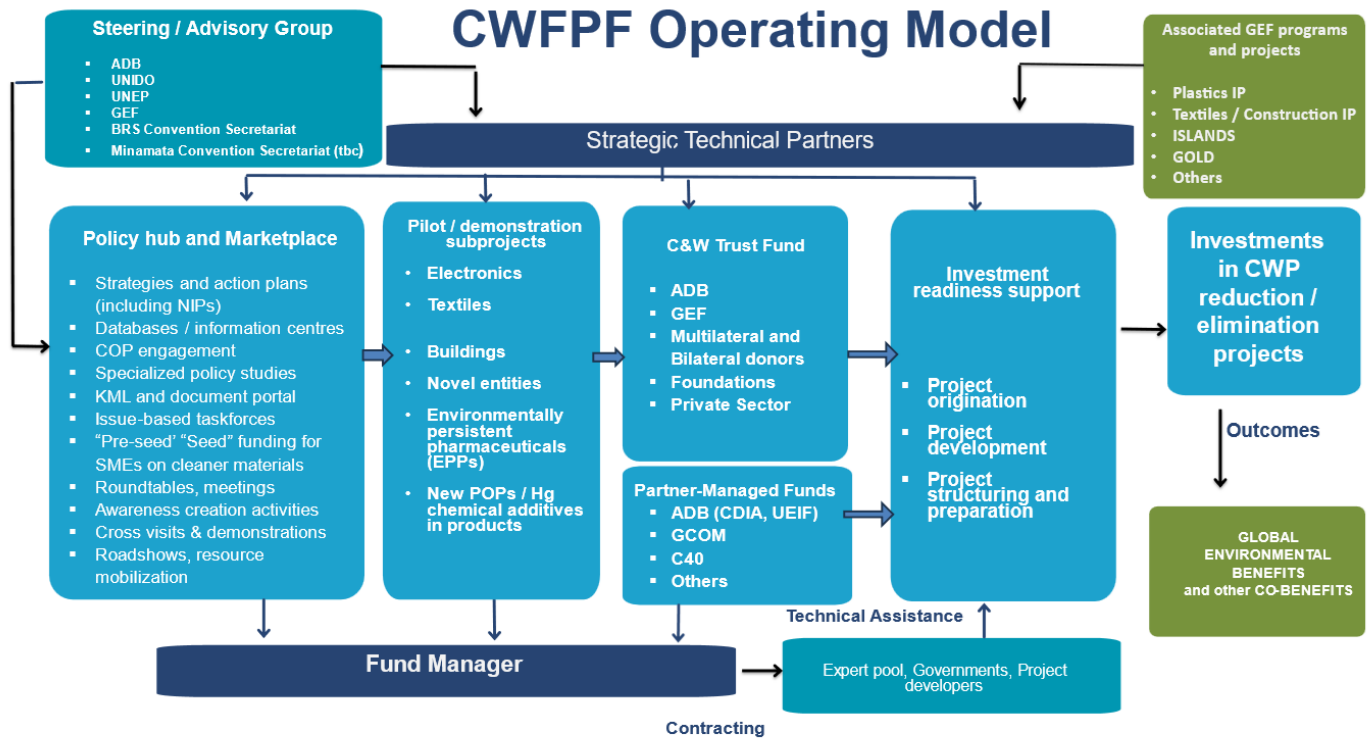 CWFPF Operating Model
Steering / Advisory Group
▪ ADB
▪ UNIDO
▪ UNEP
▪ GEF
▪ BRS Convention Secretariat
▪ Minamata Convention Secretariat (tbc)
Associated GEF programs
and projects
• Plastics IP
• Textiles / Construction IP
• ISLANDS
• GOLD
• Others
Strategic Technical Partners
Policy hub and Marketplace
▪ Strategies and action plans
(including NIPs)
▪ Databases / information centres
▪ COP engagement
▪ Specialized policy studies
▪ KML and document portal
▪ Issue-based taskforces
▪ “Pre-seed’ “Seed” funding for
SMEs on cleaner materials
▪ Roundtables, meetings
▪ Awareness creation activities
▪ Cross visits & demonstrations
▪ Roadshows, resource
mobilization
Pilot / demonstration
subprojects
• Electronics
• Textiles
• Buildings
• Novel entities
• Environmentally
persistent
pharmaceuticals
(EPPs)
• New POPs / Hg
chemical additives
in products
C&W Trust Fund
▪ ADB
▪ GEF
▪ Multilateral and
Bilateral donors
▪ Foundations
▪ Private Sector
Partner-Managed Funds
▪ ADB (CDIA, UEIF)
▪ GCOM
▪ C40
▪ Others
Investment
readiness support
▪ Project
origination
▪ Project
development
▪ Project
structuring and
preparation
Investments
in CWP
reduction /
elimination
projects
Outcomes
GLOBAL
ENVIRONMENTAL
BENEFITS
and other CO-BENEFITS
Technical Assistance
Fund Manager
Expert pool, Governments, Project
developers
Contracting